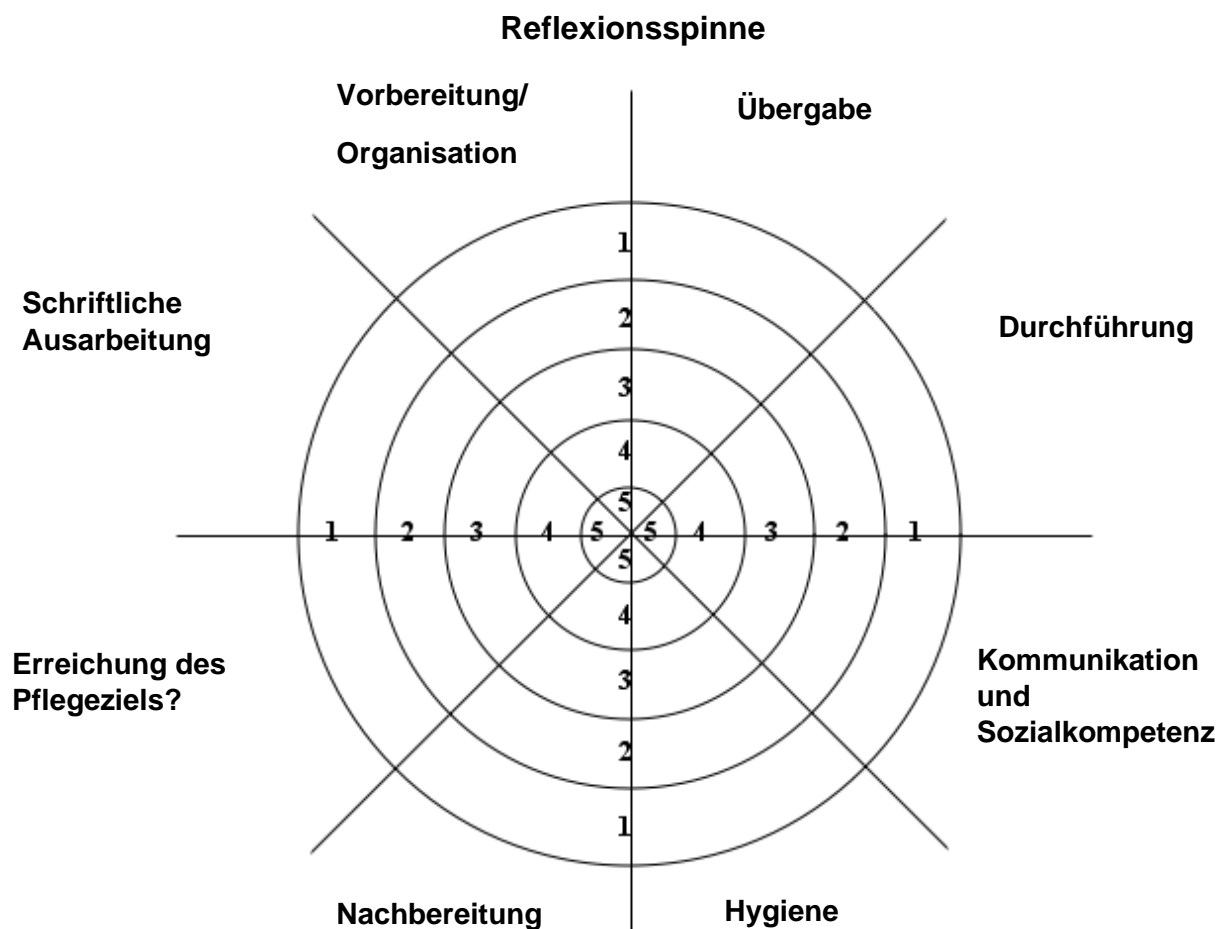 Reflexionsspinne
Vorbereitung/
Organisation
Übergabe
Schriftliche
Ausarbeitung
Durchführung
1
2
3
4
5
1 2 3 4 5 5 4 3 2 1
5
4
3
2
1
Erreichung des
Pflegeziels?
Kommunikation
und
Sozialkompetenz
Nachbereitung
Hygiene